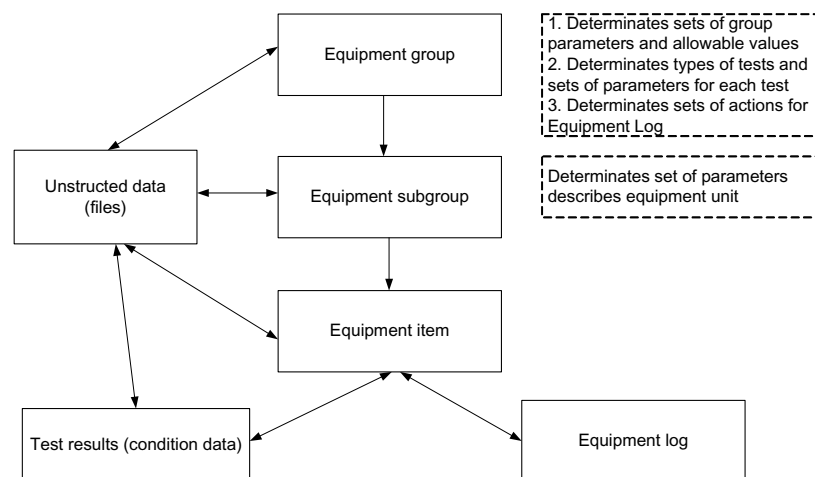 Equipment group
1. Determinates sets of group
parameters and allowable values
2. Determinates types of tests and
sets of parameters for each test
3. Determinates sets of actions for
Equipment Log
Unstructed data
(files)
Equipment subgroup
Determinates set of parameters
describes equipment unit
Equipment item
Test results (condition data)
Equipment log